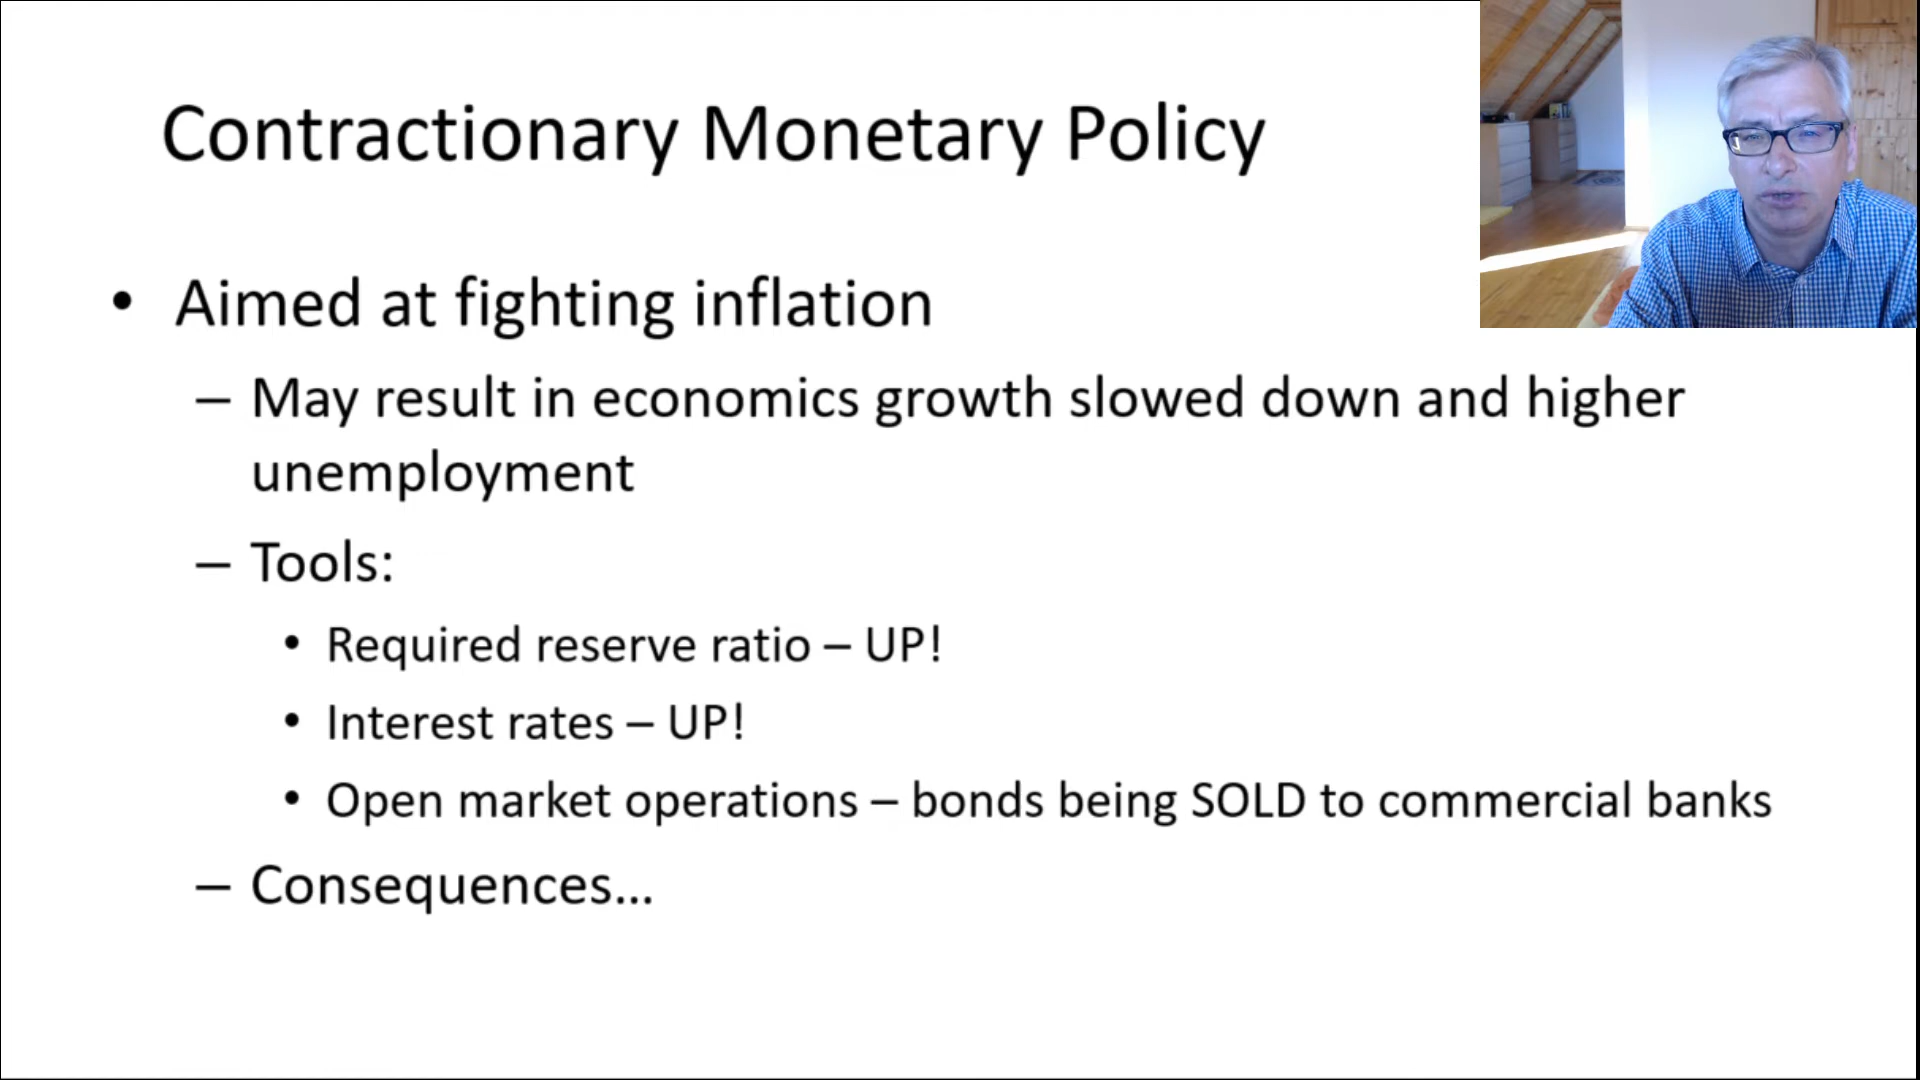 Contractionary Monetary Policy
• Aimed at fighting inflation
– May result in economics growth slowed down and higher
unemployment
– Tools:
• Required reserve ratio – UP!
• Interest rates – UP!
• Open market operations – bonds being SOLD to commercial banks
– Consequences...